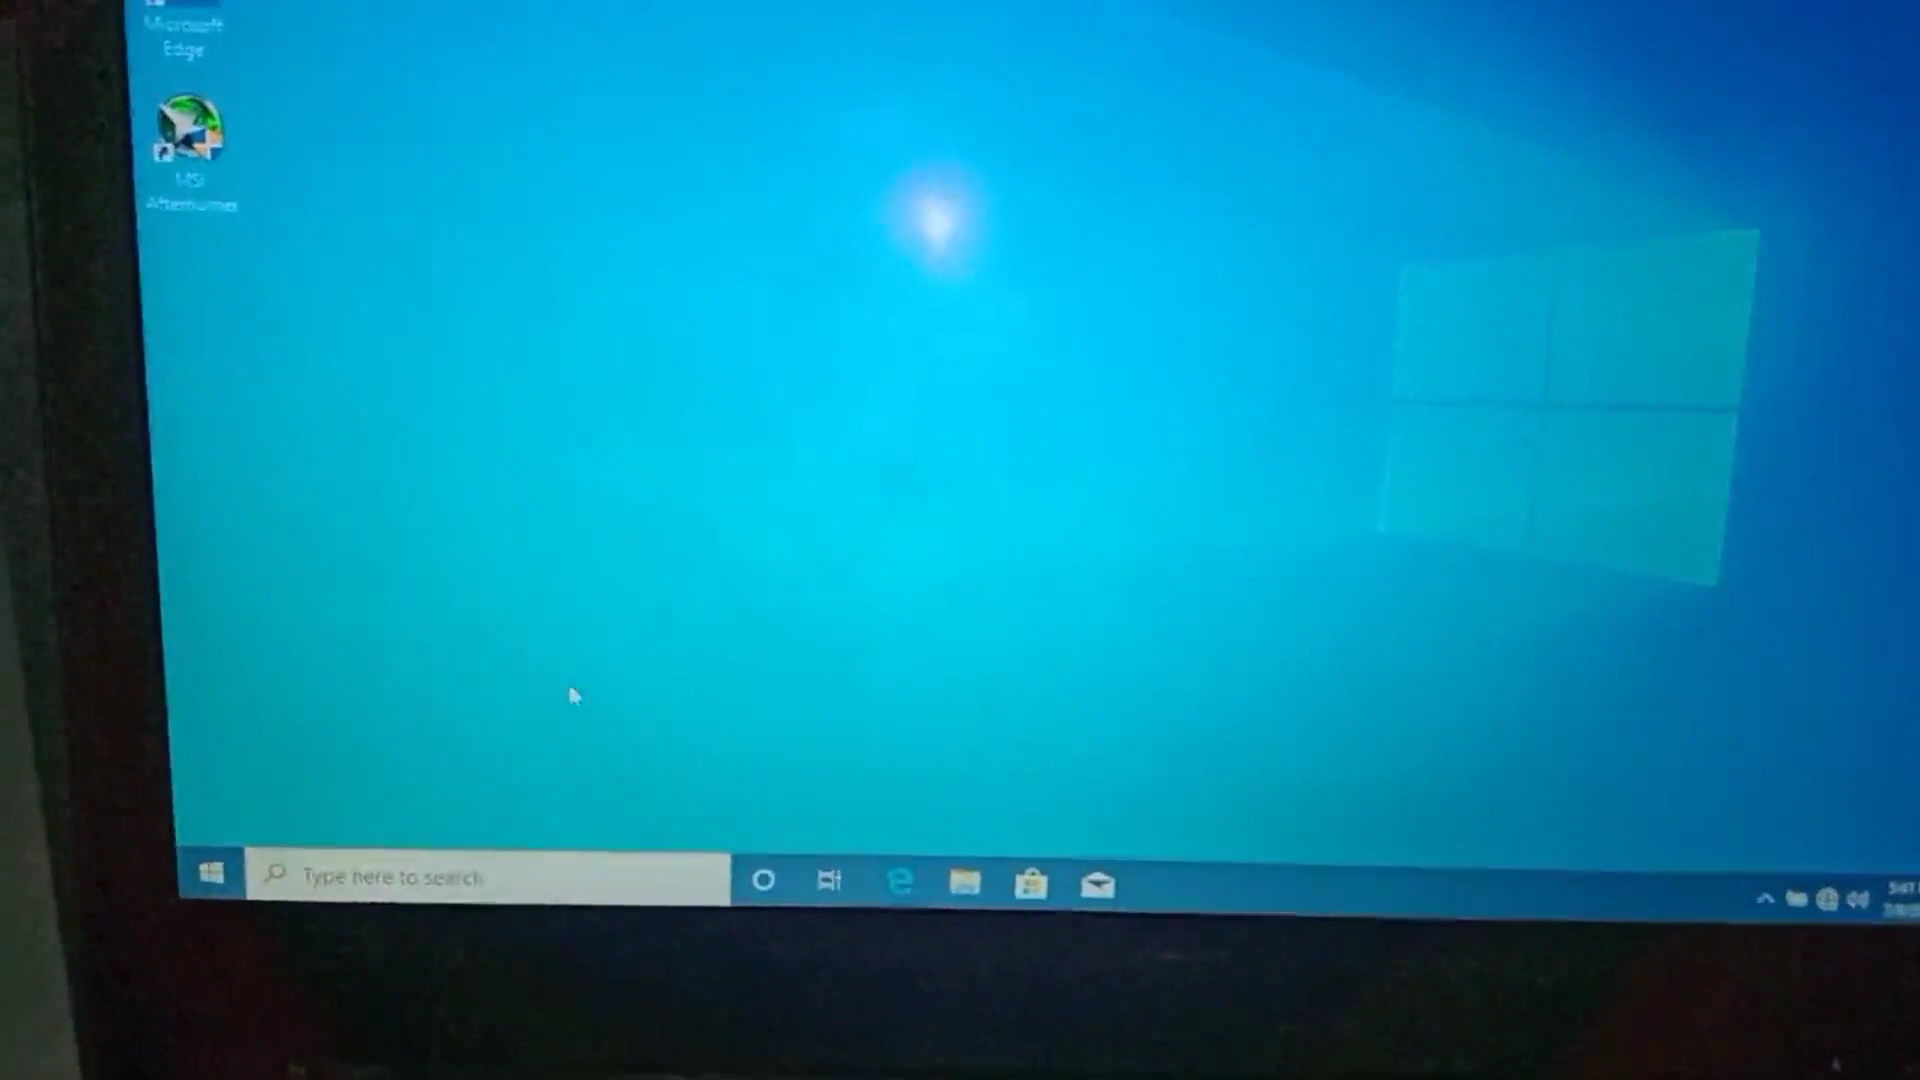 Microsoft
Edge
MSI
Afterburner
Type here to search